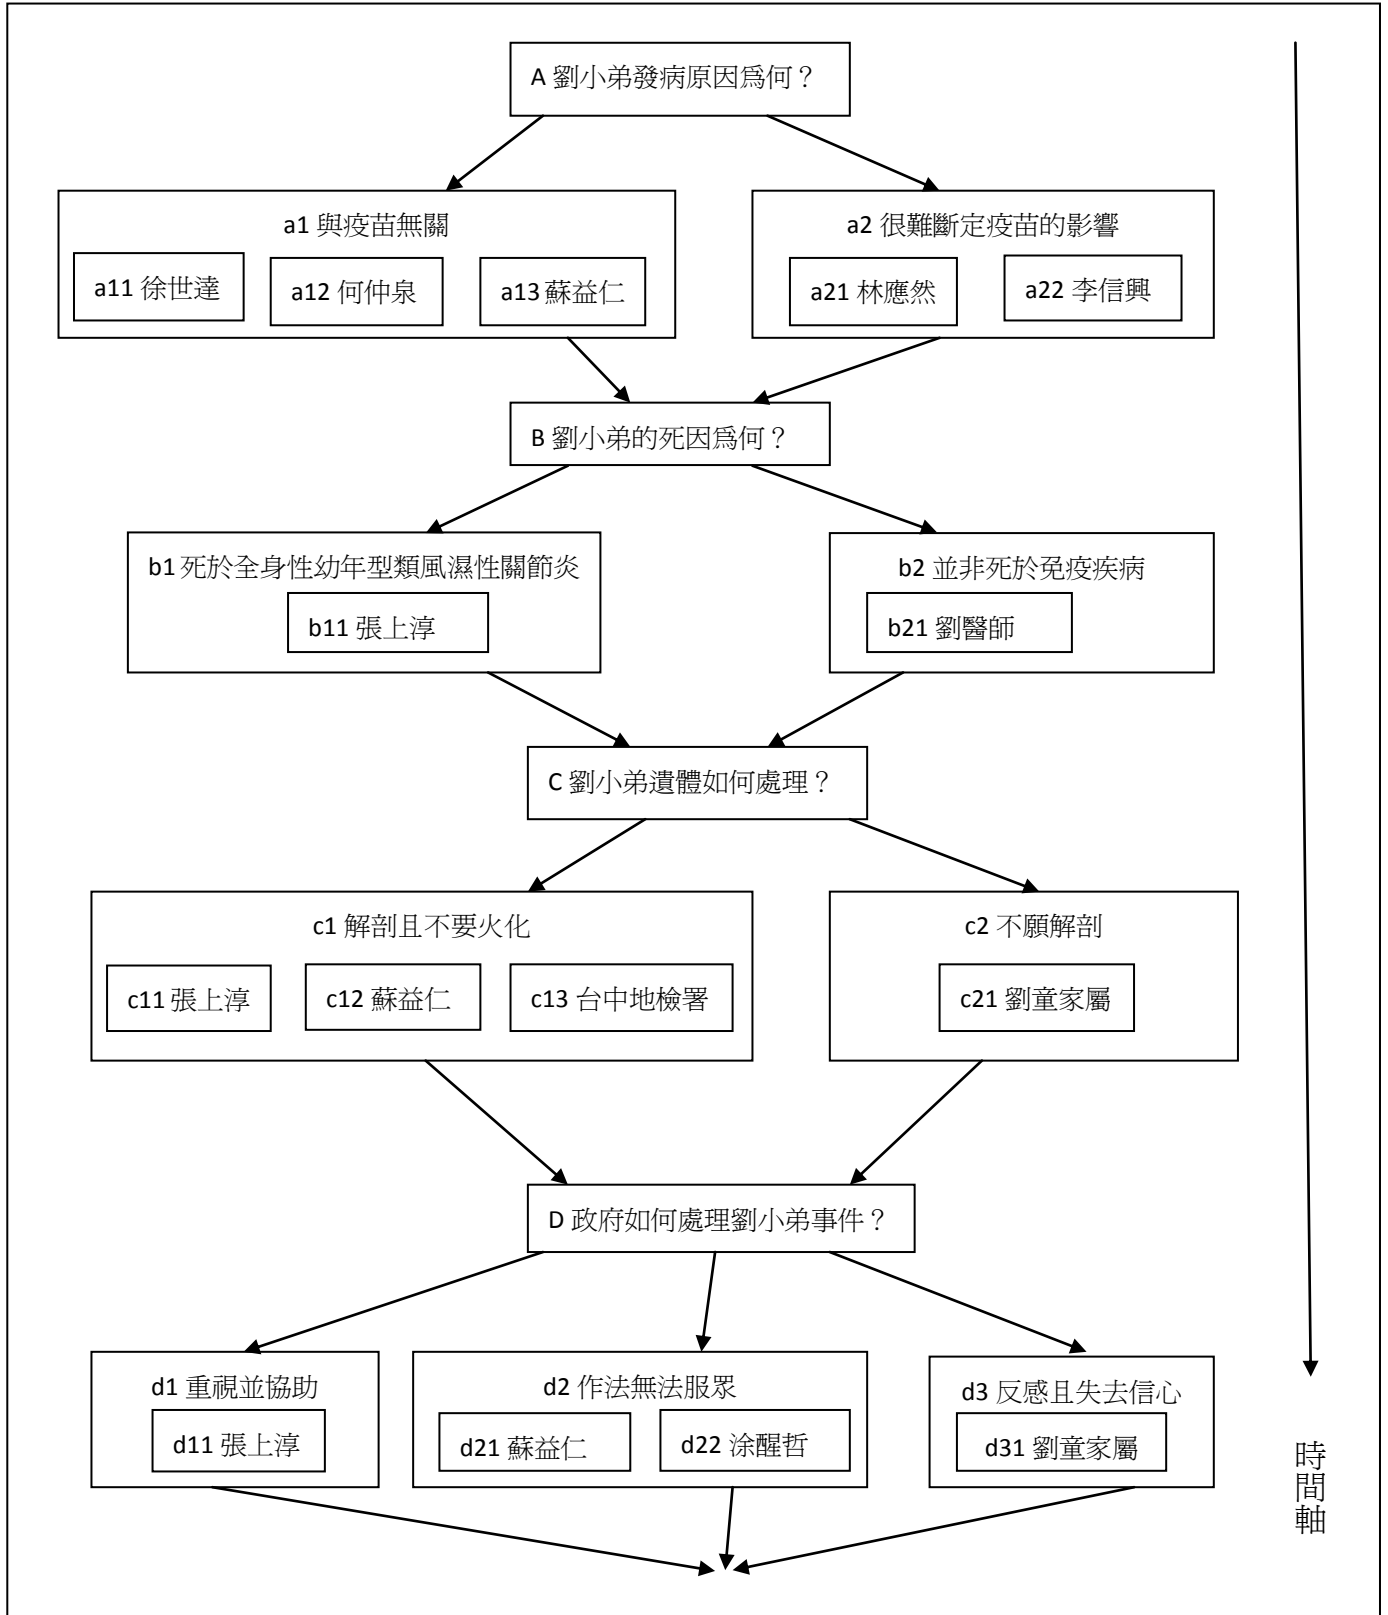 A 劉小弟發病原因爲何？
a1 與疫苗無關
a11 徐世達
a12 何仲泉
a13 蘇益仁
a2 很難斷定疫苗的影響
a21 林應然
a22 李信興
B 劉小弟的死因爲何？
b1 死於全身性幼年型類風濕性關節炎
b11 張上淳
b2 並非死於免疫疾病
b21 劉醫師
C 劉小弟遺體如何處理？
c1 解剖且不要火化
c11 張上淳
c12 蘇益仁
c13 台中地檢署
c2 不願解剖
c21 劉童家屬
D 政府如何處理劉小弟事件？
d1 重視並協助
d11 張上淳
d2 作法無法服眾
d21 蘇益仁
d22 涂醒哲
d3 反感且失去信心
d31 劉童家屬
時間軸